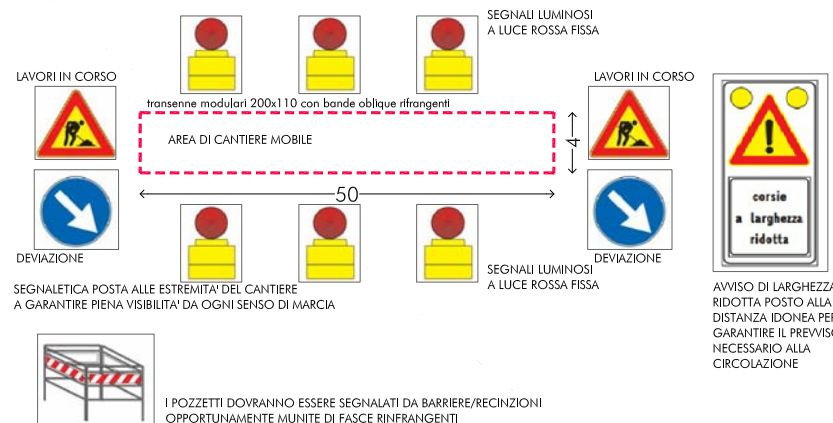 SEGNALI LUMINOSI
A LUCE ROSSA FISSA
LAVORI IN CORSO
LAVORI IN CORSO
transenne modulari 200x110 con bande oblique rifrangenti
AREA DI CANTIERE MOBILE
4
50
corsie
a larghezza
ridotta
DEVIAZIONE
DEVIAZIONE
SEGNALI LUMINOSI
A LUCE ROSSA FISSA
SEGNALETICA POSTA ALLE ESTREMITA' DEL CANTIERE
A GARANTIRE PIENA VISIBILITA' DA OGNI SENSO DI MARCIA
AVVISO DI LARGHEZZA
RIDOTTA POSTO ALLA
DISTANZA IDONEA PER
GARANTIRE IL PREVVISO
NECESSARIO ALLA
CIRCOLAZIONE
I POZZETTI DOVRANNO ESSERE SEGNALATI DA BARRIERE/RECINZIONI
OPPORTUNAMENTE MUNITE DI FASCE RINFRANGENTI